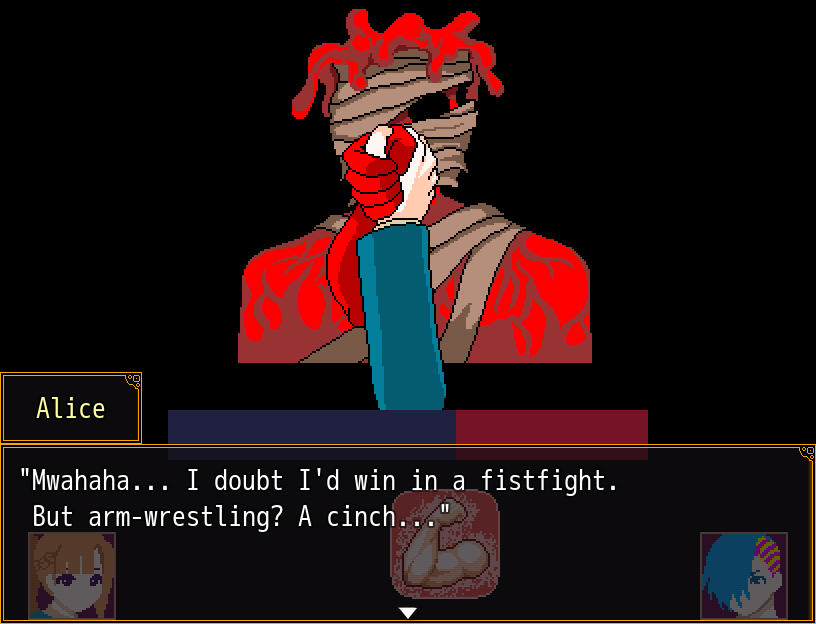 Alice
"Mwahaha... I doubt I'd win in a fistfight.
But arm-wrestling? A cinch..."